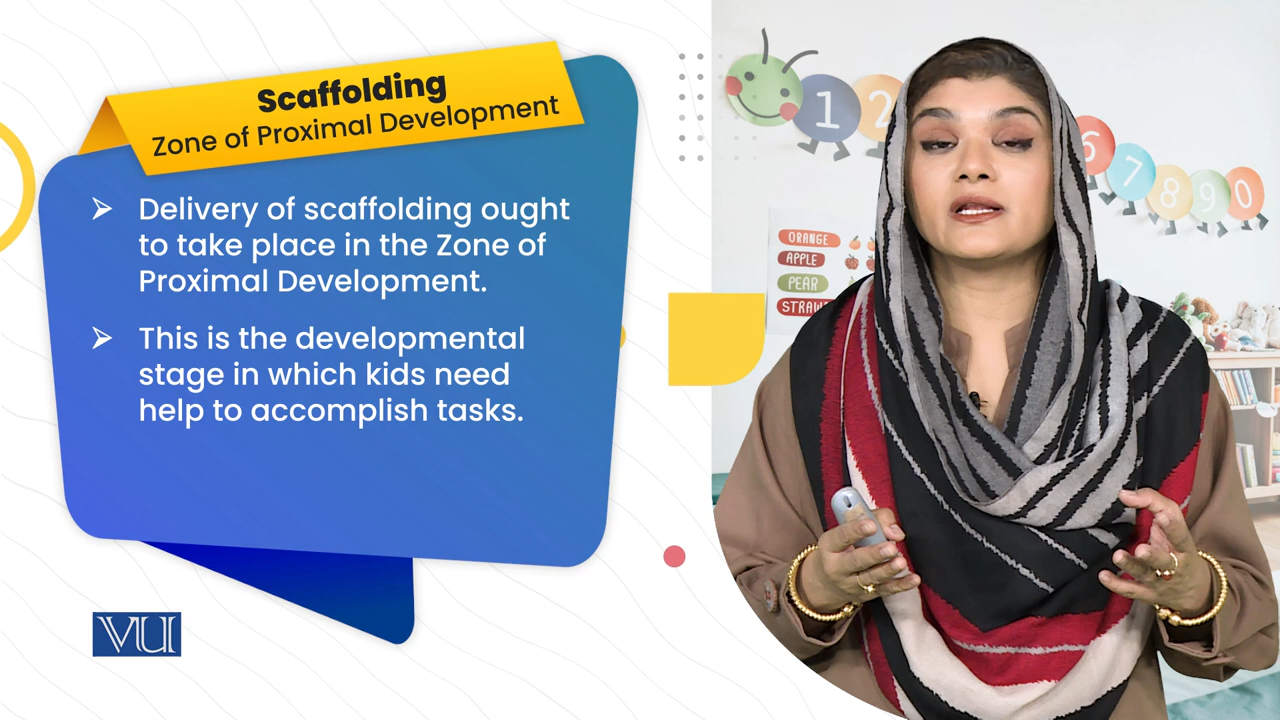 Scaffolding
Zone of Proximal Development
Delivery of scaffolding ought
to take place in the Zone of
Proximal Development.
This is the developmental
stage in which kids need
help to accomplish tasks.
VU
1 2
6 7 8 9 0
ORANGE
APPLE
PEAR